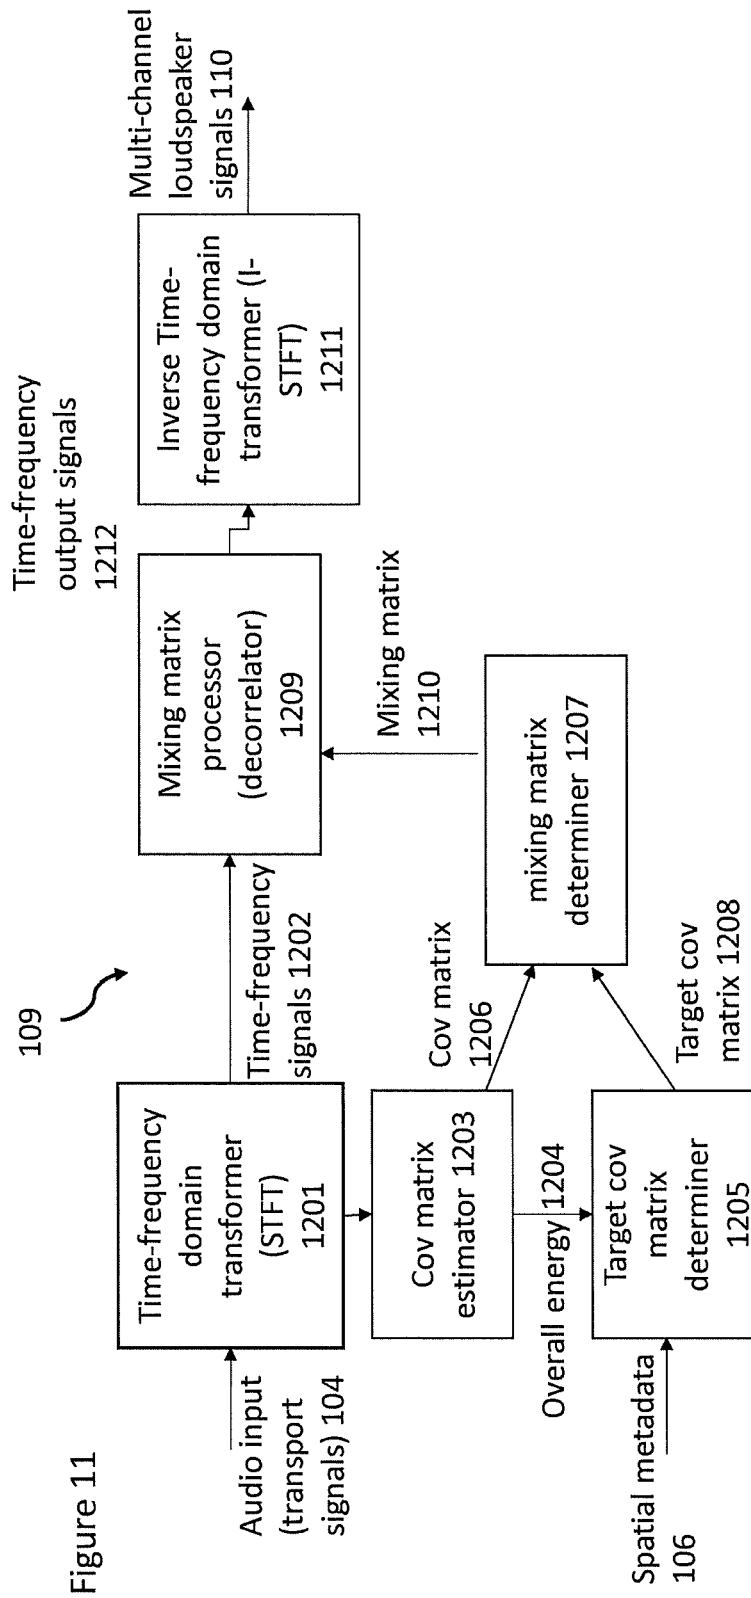 Figure 11
109
Audio input
(transport
signals) 104
Time-frequency
domain
transformer
(STFT)
1201
Time-frequency
signals 1202
Mixing matrix
processor
(decorrelator)
1209
Time-frequency
output signals
1212
Inverse Time-
frequency domain
transformer (I-
STFT)
1211
Multi-channel
loudspeaker
signals 110
Cov matrix
estimator 1203
Cov matrix
1206
Mixing matrix
1210
mixing matrix
determiner 1207
Overall energy 1204
Spatial metadata
106
Target cov
matrix
determiner
1205
Target cov
matrix 1208